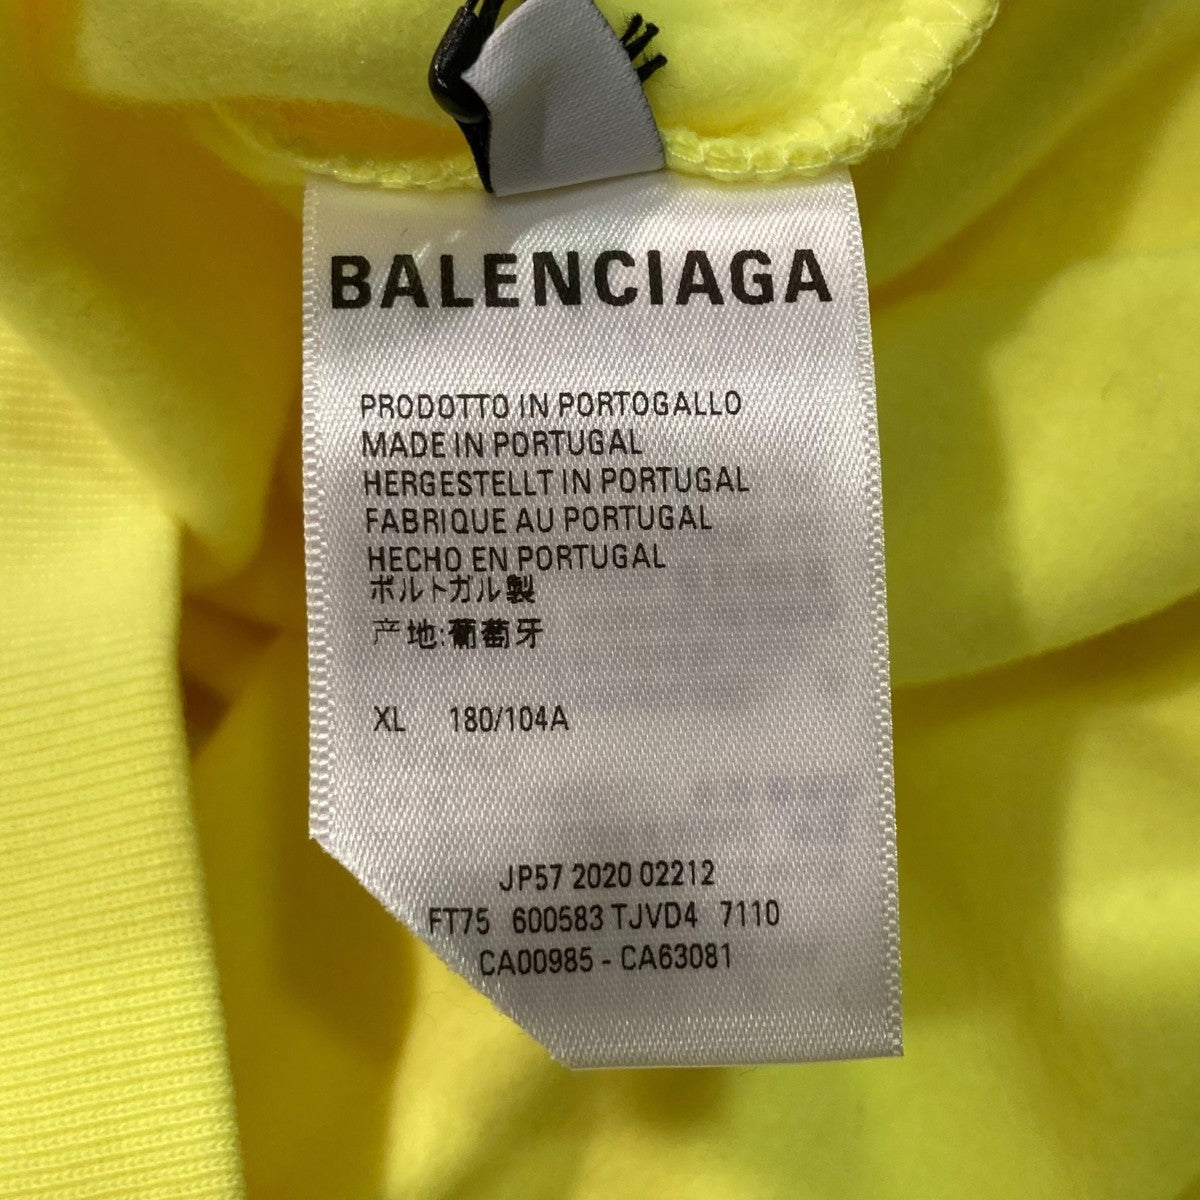 BALENCIAGA
PRODOTTO IN PORTOGALLO
MADE IN PORTUGAL
HERGESTELLT IN PORTUGAL
FABRIQUE AU PORTUGAL
HECHO EN PORTUGAL
ポルトガル製
产地:葡萄牙
XL 180/104A
JP57 2020 02212
FT75 600583 TJVD4 7110
CA00985 - CA63081